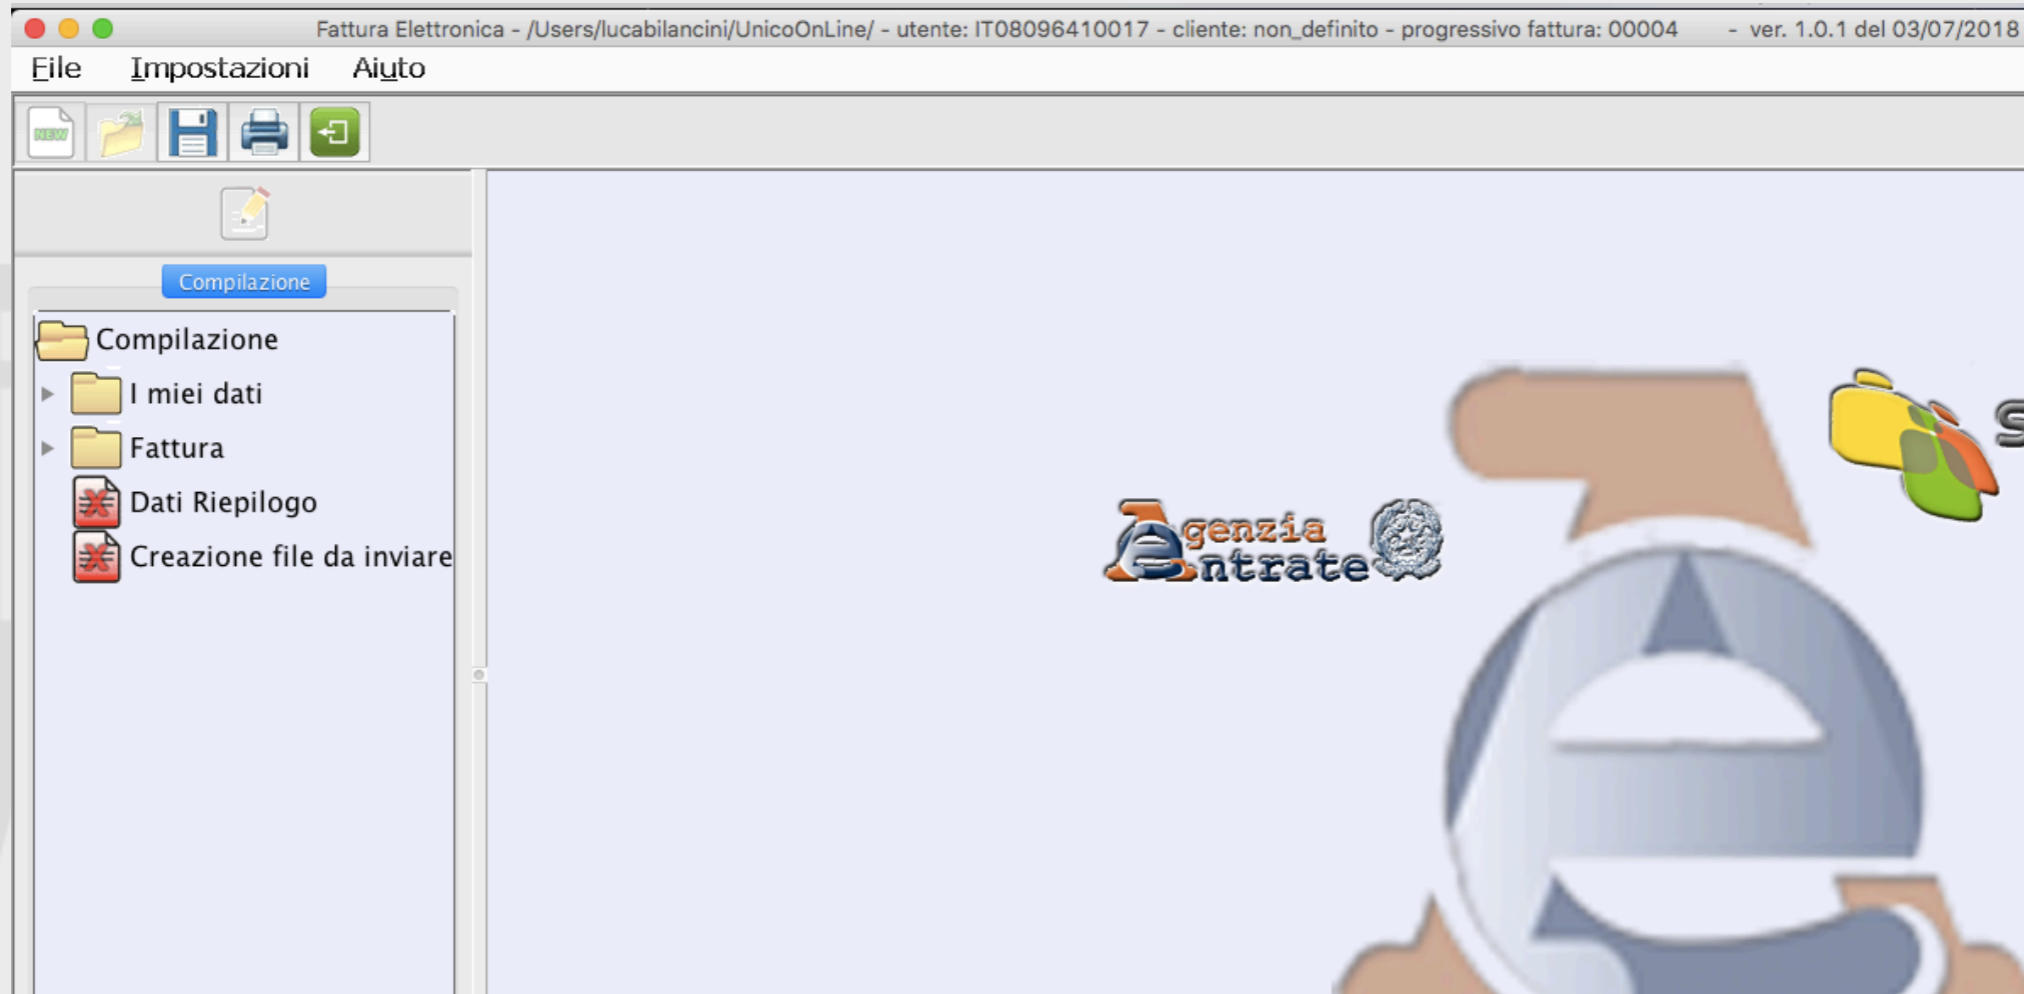 Fattura Elettronica - /Users/lucabilancini/UnicoOnLine/ - utente: IT08096410017 - cliente: non_definito - progressivo fattura: 00004 - ver. 1.0.1 del 03/07/2018
File Impostazioni Aiuto
NEW
Compilazione
Compilazione
I miei dati
Fattura
Dati Riepilogo
Creazione file da inviare
Agenzia
Entrate